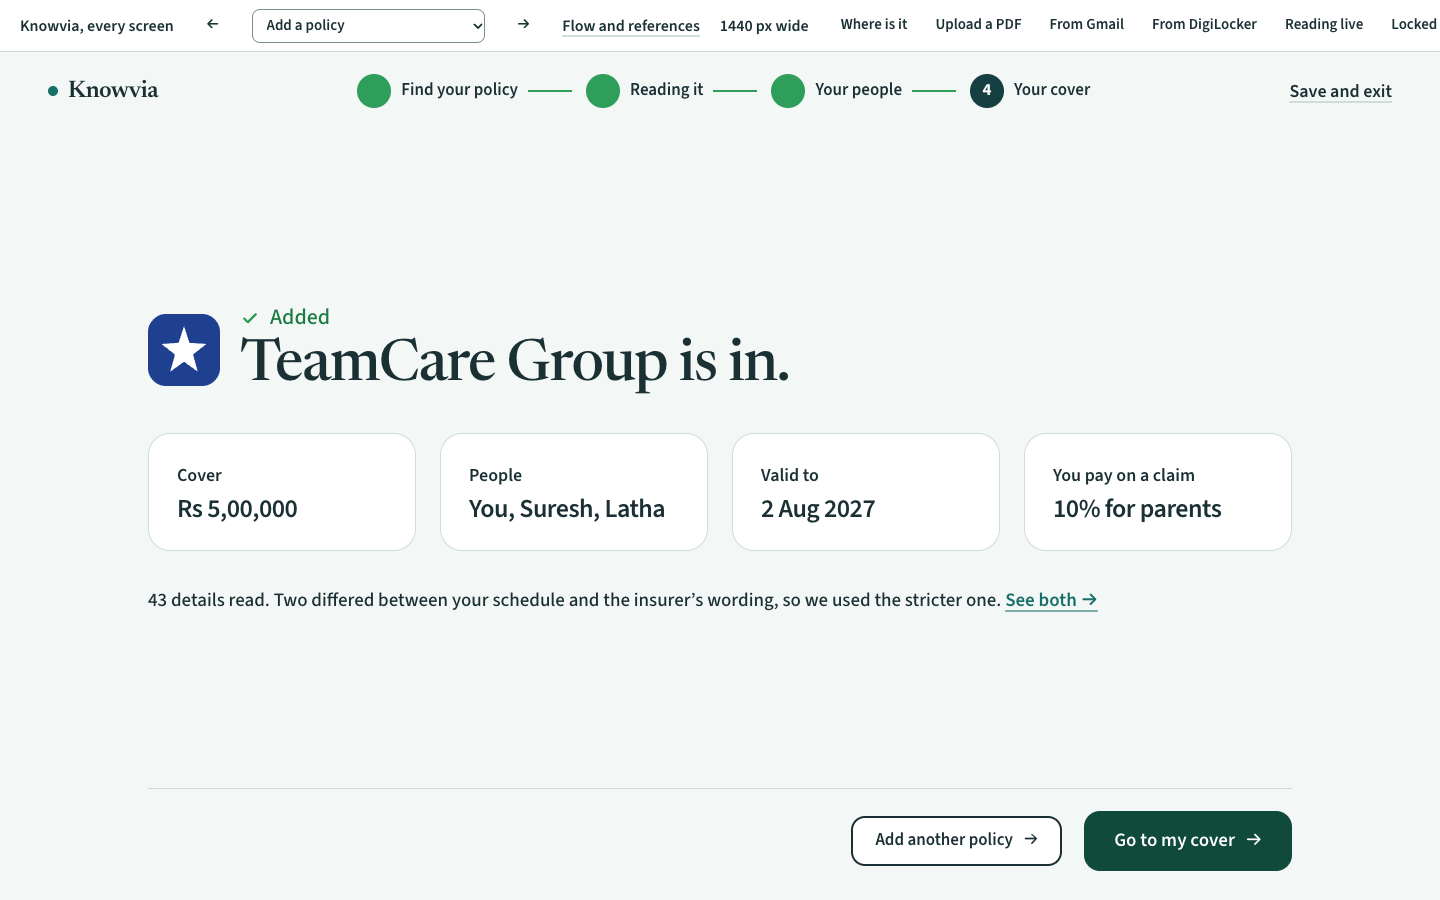 Knowvia, every screen ← Add a policy → Flow and references 1440 px wide Where is it Upload a PDF From Gmail From DigiLocker Reading live Locked
Knowvia Find your policy Reading it Your people 4 Your cover Save and exit
Added
TeamCare Group is in.
Cover People Valid to You pay on a claim
Rs 5,00,000 You, Suresh, Latha 2 Aug 2027 10% for parents
43 details read. Two differed between your schedule and the insurer’s wording, so we used the stricter one. See both →
Add another policy → Go to my cover →